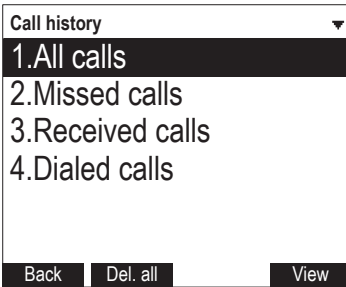 Call history
1.All calls
2.Missed calls
3.Received calls
4.Dialed calls
Back Del. all View